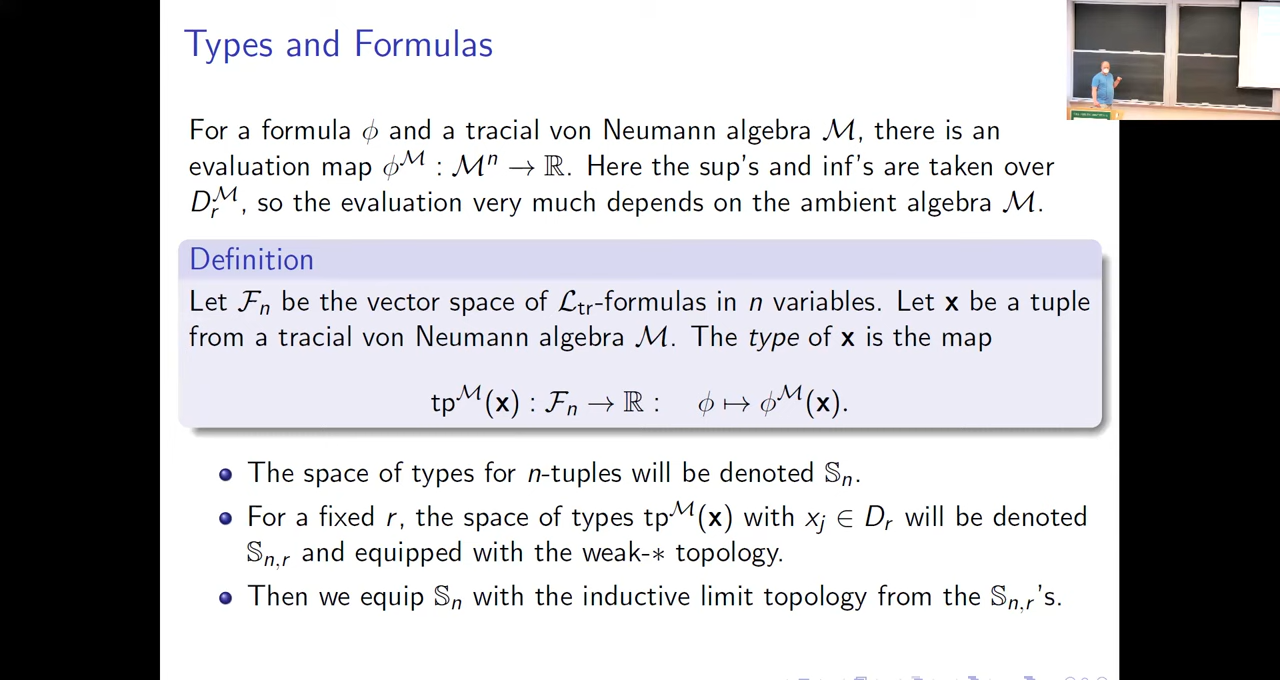 Types and Formulas
For a formula ϕ and a tracial von Neumann algebra ℳ, there is an
evaluation map ϕ^ℳ : ℳⁿ → ℝ. Here the sup's and inf's are taken over
D_r^ℳ, so the evaluation very much depends on the ambient algebra ℳ.
Definition
Let ℱ_n be the vector space of ℒ_tr-formulas in n variables. Let x be a tuple
from a tracial von Neumann algebra ℳ. The type of x is the map
tp^ℳ(x) : ℱ_n → ℝ : ϕ ↦ ϕ^ℳ(x).
The space of types for n-tuples will be denoted 𝕊_n.
For a fixed r, the space of types tp^ℳ(x) with x_j ∈ D_r will be denoted
𝕊_{n,r} and equipped with the weak-∗ topology.
Then we equip 𝕊_n with the inductive limit topology from the 𝕊_{n,r}'s.